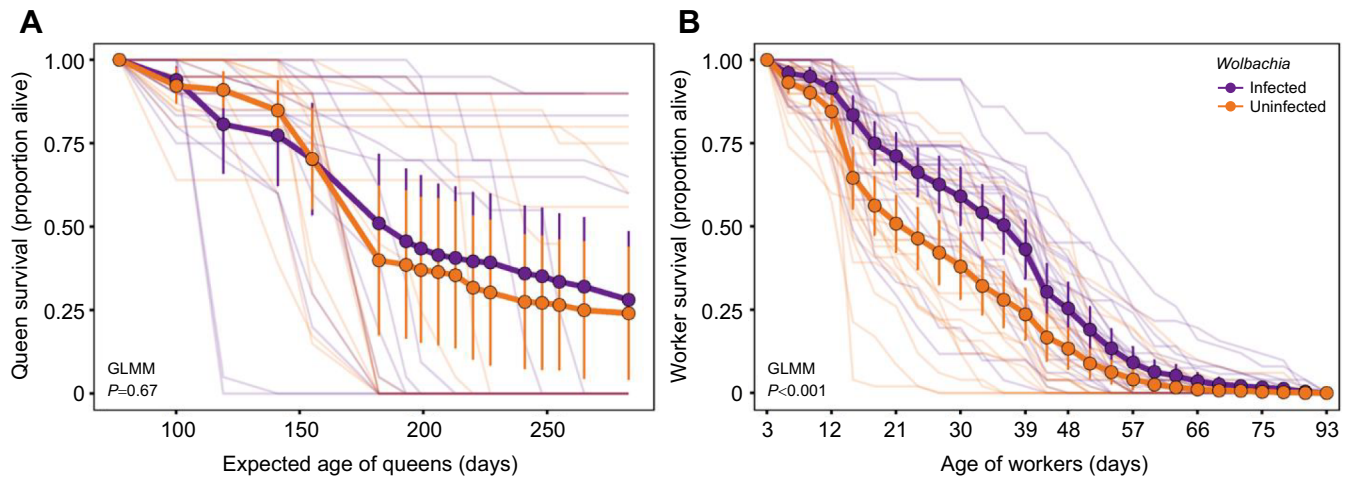 A
Queen survival (proportion alive)
1.00
0.75
0.50
0.25
0
GLMM
P=0.67
100
150
200
250
Expected age of queens (days)
B
Worker survival (proportion alive)
1.00
0.75
0.50
0.25
0
Wolbachia
Infected
Uninfected
GLMM
P<0.001
3
12
21
30
39
48
57
66
75
93
Age of workers (days)